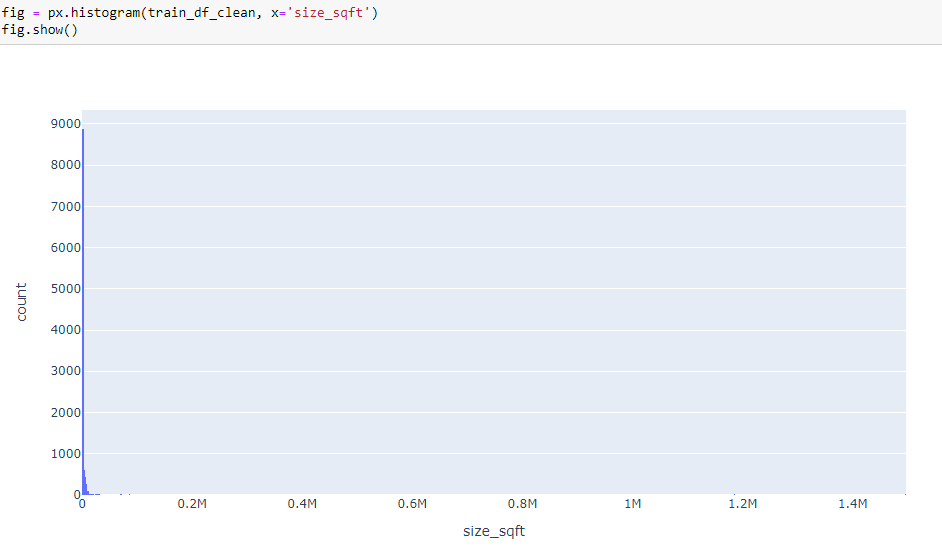 fig = px.histogram(train_df_clean, x='size_sqft')
fig.show()
9000
8000
7000
6000
5000
4000
3000
2000
1000
0
count
0 0.2M 0.4M 0.6M 0.8M 1M 1.2M 1.4M
size_sqft